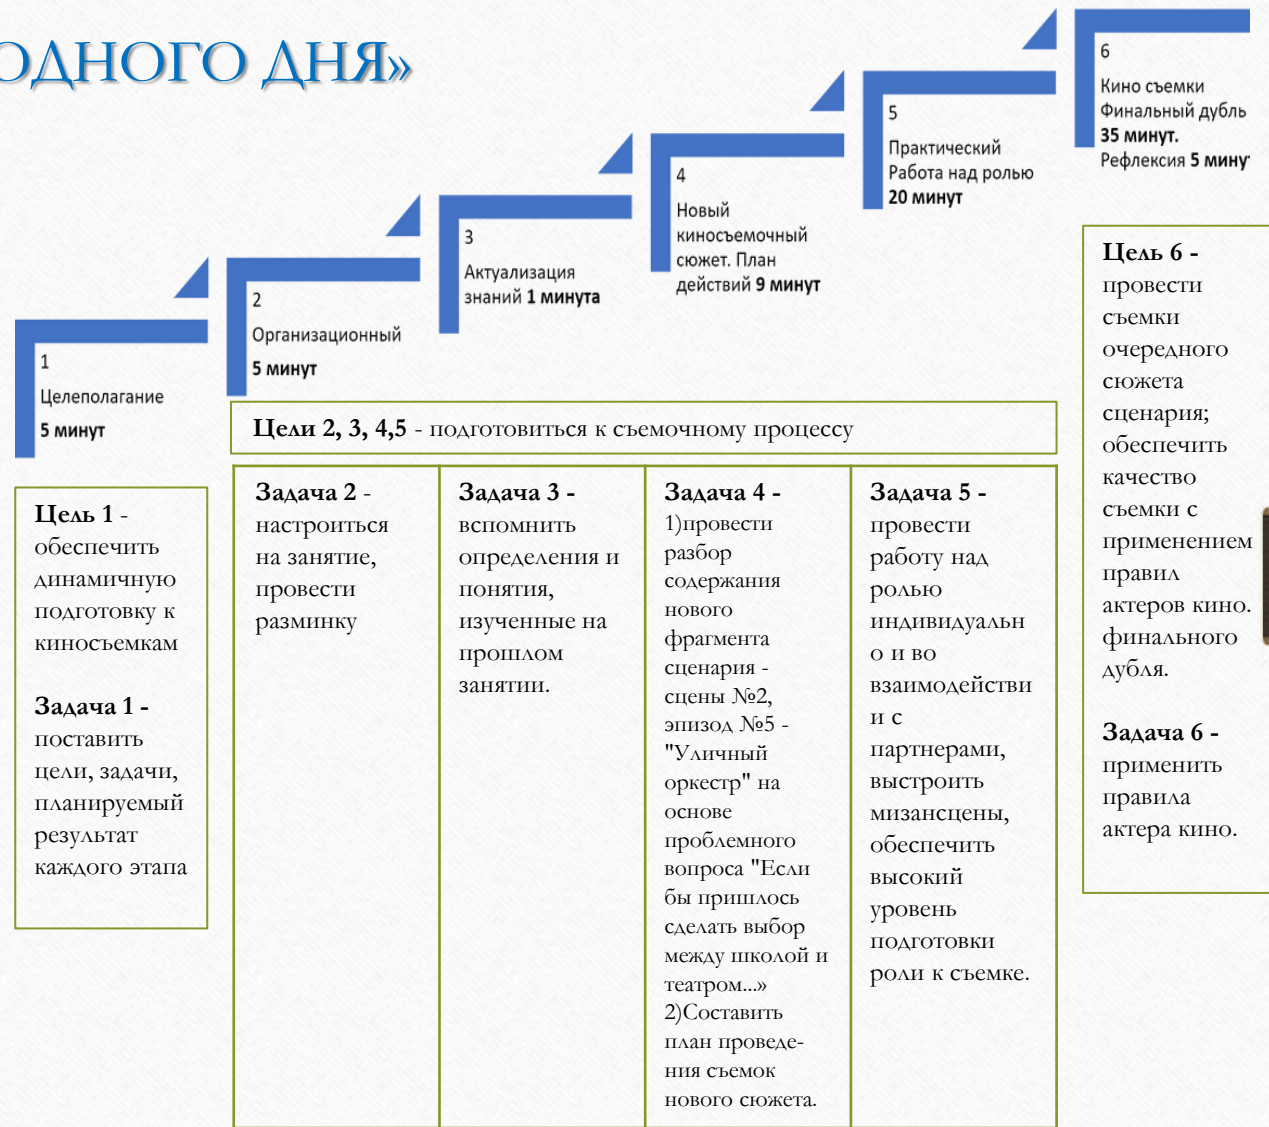 ОДНОГО ДНЯ»
1
Целеполагание
5 минут
2
Организационный
5 минут
3
Актуализация
знаний 1 минута
4
Новый
киносъемочный
сюжет. План
действий 9 минут
5
Практический
Работа над ролью
20 минут
6
Кино съемки
Финальный дубль
35 минут.
Рефлексия 5 мину
Цель 1 -
обеспечить
динамичную
подготовку к
киносъемкам
Задача 1 -
поставить
цели, задачи,
планируемый
результат
каждого этапа
Цели 2, 3, 4,5 - подготовиться к съемочному процессу
Задача 2 -
настроиться
на занятие,
провести
разминку
Задача 3 -
вспомнить
определения и
понятия,
изученные на
прошлом
занятии.
Задача 4 -
1)провести
разбор
содержания
нового
фрагмента
сценария -
сцены №2,
эпизод №5 -
"Уличный
оркестр" на
основе
проблемного
вопроса "Если
бы пришлось
сделать выбор
между школой и
театром...»
2)Составить
план проведе-
ния съемок
нового сюжета.
Задача 5 -
провести
работу над
ролью
индивидуальн
о и во
взаимодействи
и с
партнерами,
выстроить
мизансцены,
обеспечить
высокий
уровень
подготовки
роли к съемке.
Цель 6 -
провести
съемки
очередного
сюжета
сценария;
обеспечить
качество
съемки с
применением
правил
актеров кино.
финального
дубля.
Задача 6 -
применить
правила
актера кино.